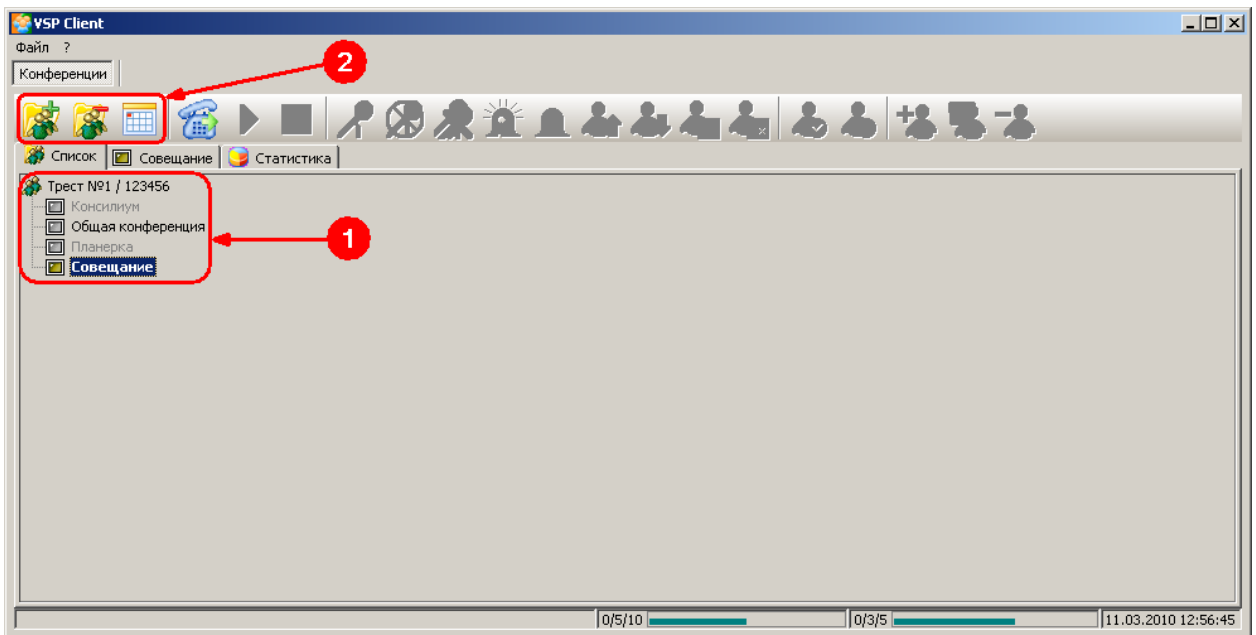 VSP Client
Файл ?
2
Конференции
Список Совещание Статистика
Трест №1 / 123456
Консилиум
Общая конференция
1
Планерка
Совещание
0/5/10 0/3/5 11.03.2010 12:56:45